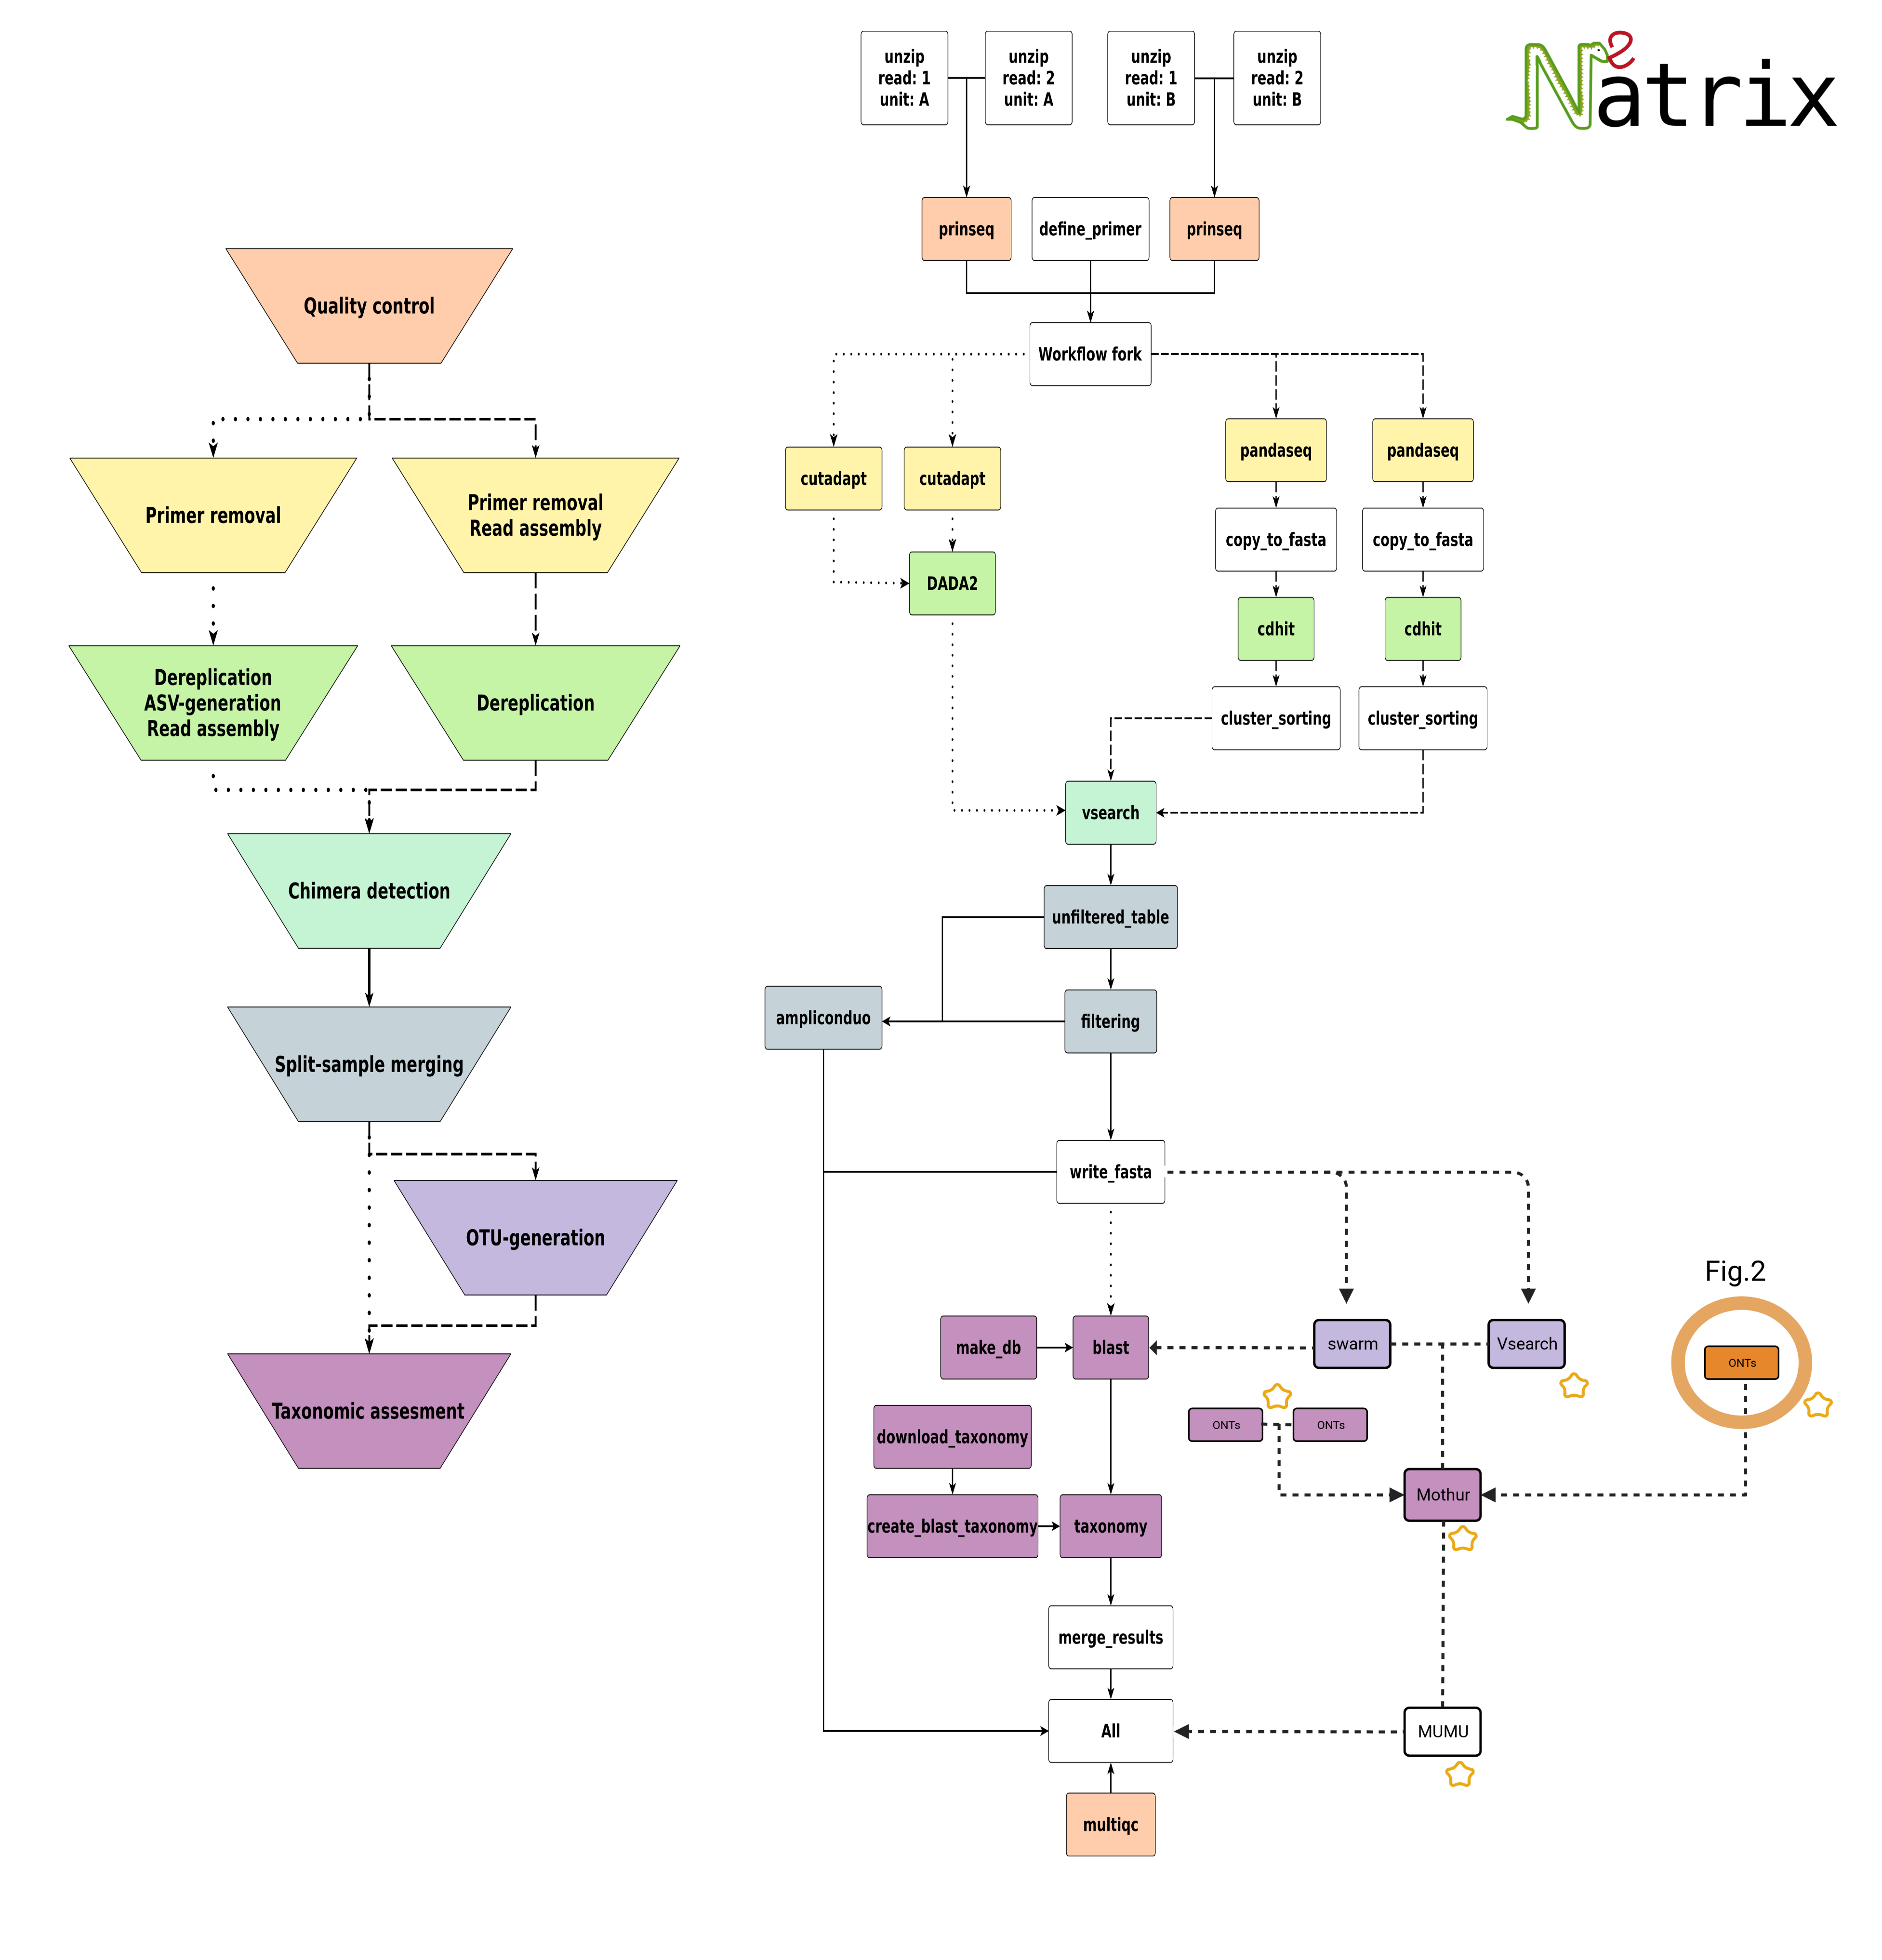 Natrix
2
unzip
read: 1
unit: A
unzip
read: 2
unit: A
unzip
read: 1
unit: B
unzip
read: 2
unit: B
prinseq
define_primer
prinseq
Workflow fork
cutadapt
cutadapt
pandaseq
pandaseq
copy_to_fasta
copy_to_fasta
DADA2
cdhit
cdhit
cluster_sorting
cluster_sorting
vsearch
unfiltered_table
ampliconduo
filtering
write_fasta
make_db
blast
swarm
Vsearch
Fig.2
ONTs
ONTs
ONTs
download_taxonomy
create_blast_taxonomy
taxonomy
Mothur
merge_results
All
MUMU
multiqc
Quality control
Primer removal
Primer removal
Read assembly
Dereplication
ASV-generation
Read assembly
Dereplication
Chimera detection
Split-sample merging
OTU-generation
Taxonomic assesment